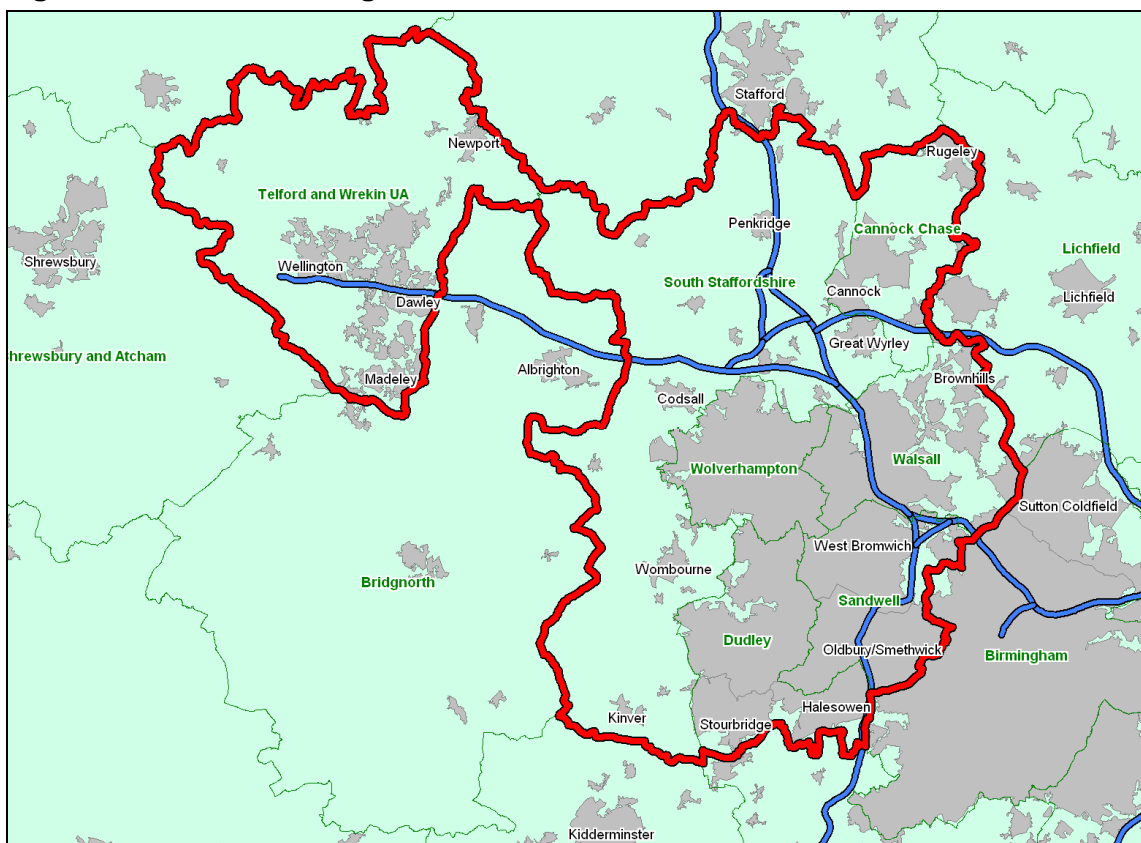 Stafford
Newport
Rugeley
Telford and Wrekin UA
Penkridge
Cannock Chase
Lichfield
Shrewsbury
Wellington
South Staffordshire
Cannock
Lichfield
Dawley
Great Wyrley
hrewsbury and Atcham
Albrighton
Madeley
Brownhills
Codsall
Wolverhampton
Walsall
Sutton Coldfield
West Bromwich
Wombourne
Bridgnorth
Sandwell
Dudley
Oldbury/Smethwick
Birmingham
Halesowen
Kinver
Stourbridge
Kidderminster